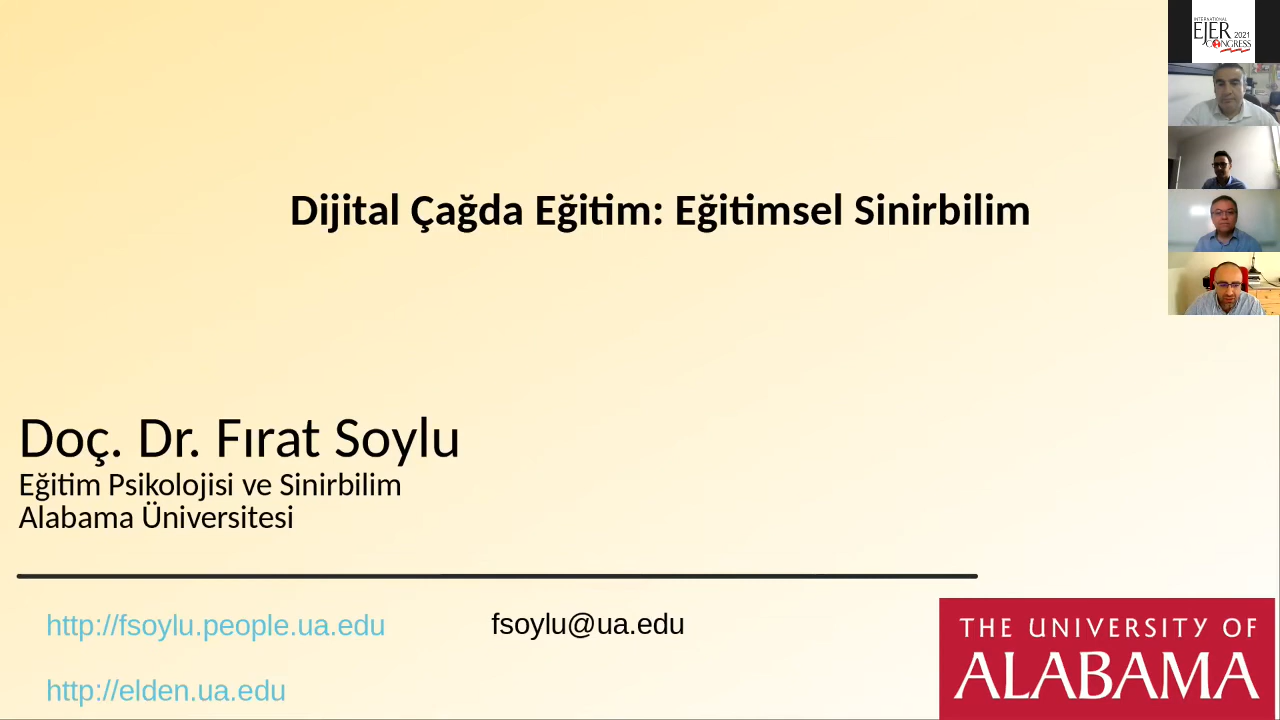 INTERNATIONAL
EJER 2021
CONGRESS
Dijital Çağda Eğitim: Eğitimsel Sinirbilim
Doç. Dr. Fırat Soylu
Eğitim Psikolojisi ve Sinirbilim
Alabama Üniversitesi
http://fsoylu.people.ua.edu fsoylu@ua.edu
http://elden.ua.edu
THE UNIVERSITY OF
ALABAMA